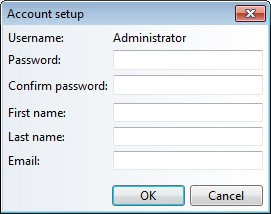 Account setup
Username: Administrator
Password:
Confirm password:
First name:
Last name:
Email:
OK Cancel